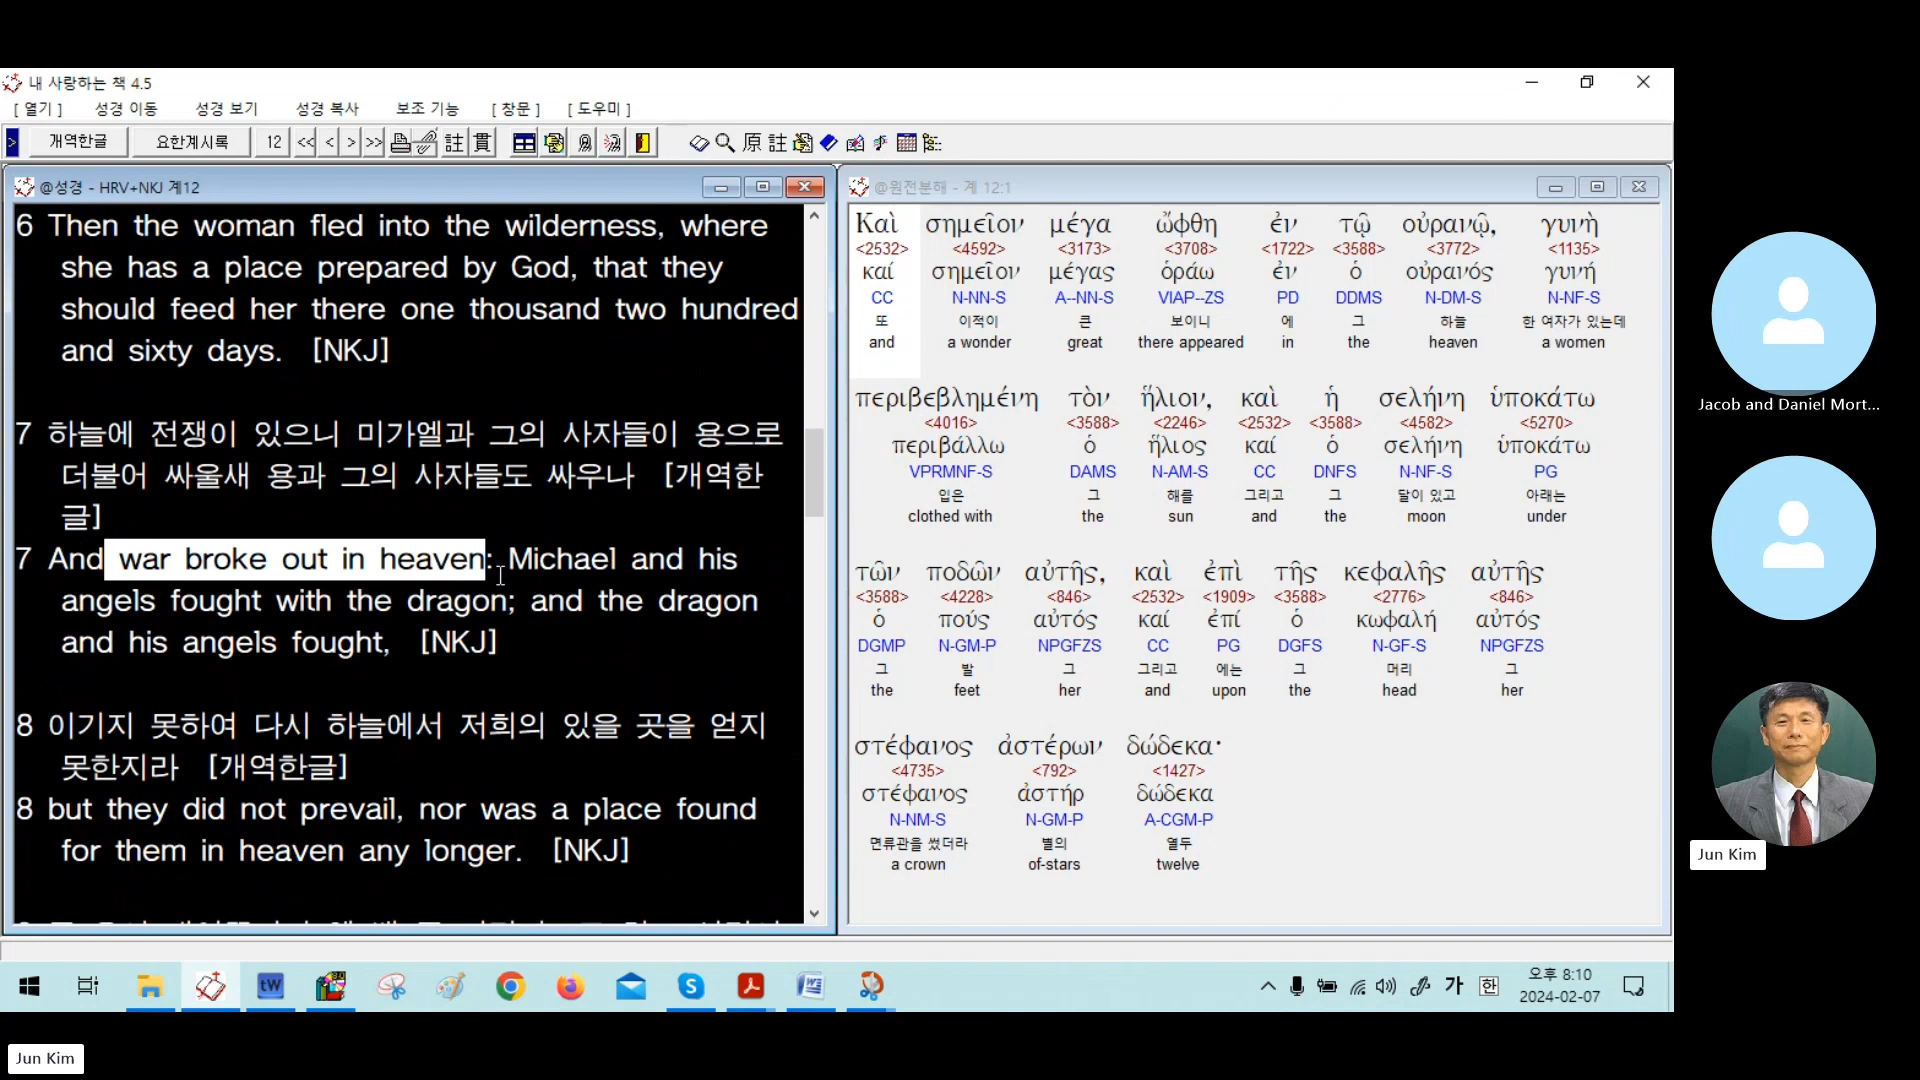 내 사랑하는 책 4.5
[ 열기 ] 성경 이동 성경 보기 성경 복사 보조 기능 [ 창문 ] [ 도우미 ]
> 개역한글 요한계시록 12 << < > >> 註 貫 原 註
@성경 - HRV+NKJ 계12
6 Then the woman fled into the wilderness, where
she has a place prepared by God, that they
should feed her there one thousand two hundred
and sixty days. [NKJ]
7 하늘에 전쟁이 있으니 미가엘과 그의 사자들이 용으로
더불어 싸울새 용과 그의 사자들도 싸우나 [개역한
글]
7 And war broke out in heaven: Michael and his
angels fought with the dragon; and the dragon
and his angels fought, [NKJ]
8 이기지 못하여 다시 하늘에서 저희의 있을 곳을 얻지
못한지라 [개역한글]
8 but they did not prevail, nor was a place found
for them in heaven any longer. [NKJ]
@원전분해 - 계 12:1
Καὶ σημεῖον μέγα ὤφθη ἐν τῷ οὐρανῷ, γυνὴ
<2532> <4592> <3173> <3708> <1722> <3588> <3772> <1135>
καί σημεῖον μέγας ὁράω ἐν ὁ οὐρανός γυνή
CC N-NN-S A--NN-S VIAP--ZS PD DDMS N-DM-S N-NF-S
또 이적이 큰 보이니 에 그 하늘 한 여자가 있는데
and a wonder great there appeared in the heaven a women
περιβεβλημένη τὸν ἥλιον, καὶ ἡ σελήνη ὑποκάτω
<4016> <3588> <2246> <2532> <3588> <4582> <5270>
περιβάλλω ὁ ἥλιος καί ὁ σελήνη ὑποκάτω
VPRMNF-S DAMS N-AM-S CC DNFS N-NF-S PG
입은 그 해를 그리고 그 달이 있고 아래는
clothed with the sun and the moon under
τῶν ποδῶν αὐτῆς, καὶ ἐπὶ τῆς κεφαλῆς αὐτῆς
<3588> <4228> <846> <2532> <1909> <3588> <2776> <846>
ὁ πούς αὐτός καί ἐπί ὁ κωφαλή αὐτός
DGMP N-GM-P NPGFZS CC PG DGFS N-GF-S NPGFZS
그 발 그 그리고 에는 그 머리 그
the feet her and upon the head her
στέφανος ἀστέρων δώδεκα·
<4735> <792> <1427>
στέφανος ἀστήρ δώδεκα
N-NM-S N-GM-P A-CGM-P
면류관을 썼더라 별의 열두
a crown of-stars twelve
Jacob and Daniel Mort...
Jun Kim
가 한 오후 8:10
2024-02-07
Jun Kim